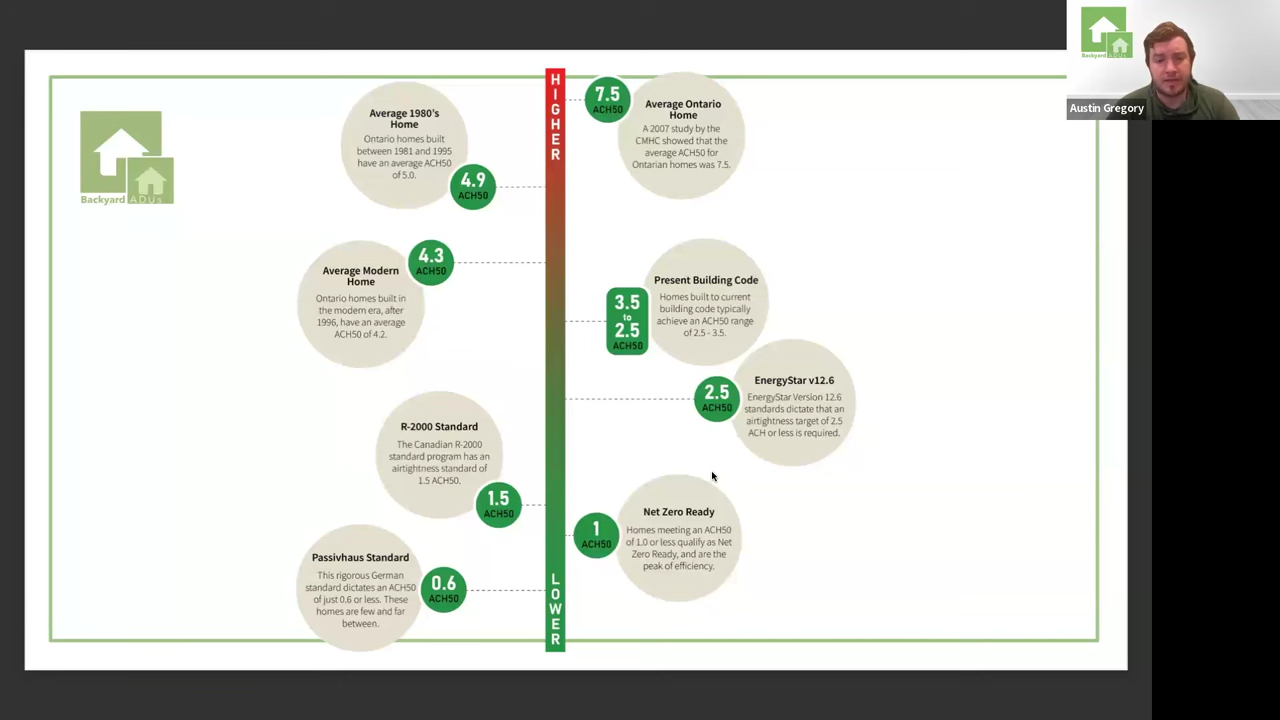 Backyard ADUs
Austin Gregory
Backyard ADUs
HIGHER
LOWER
7.5
ACH50
Average Ontario
Home
A 2007 study by the
CMHC showed that the
average ACH50 for
Ontarian homes was 7.5.
Average 1980's
Home
Ontario homes built
between 1981 and 1995
have an average ACH50
of 5.0.
4.9
ACH50
4.3
ACH50
Average Modern
Home
Ontario homes built in
the modern era, after
1996, have an average
ACH50 of 4.2.
Present Building Code
Homes built to current
building code typically
achieve an ACH50 range
of 2.5 - 3.5.
3.5
to
2.5
ACH50
EnergyStar v12.6
EnergyStar Version 12.6
standards dictate that an
airtightness target of 2.5
ACH or less is required.
2.5
ACH50
R-2000 Standard
The Canadian R-2000
standard program has an
airtightness standard of
1.5 ACH50.
1.5
ACH50
Net Zero Ready
Homes meeting an ACH50
of 1.0 or less qualify as Net
Zero Ready, and are the
peak of efficiency.
1
ACH50
Passivhaus Standard
This rigorous German
standard dictates an ACH50
of just 0.6 or less. These
homes are few and far
between.
0.6
ACH50